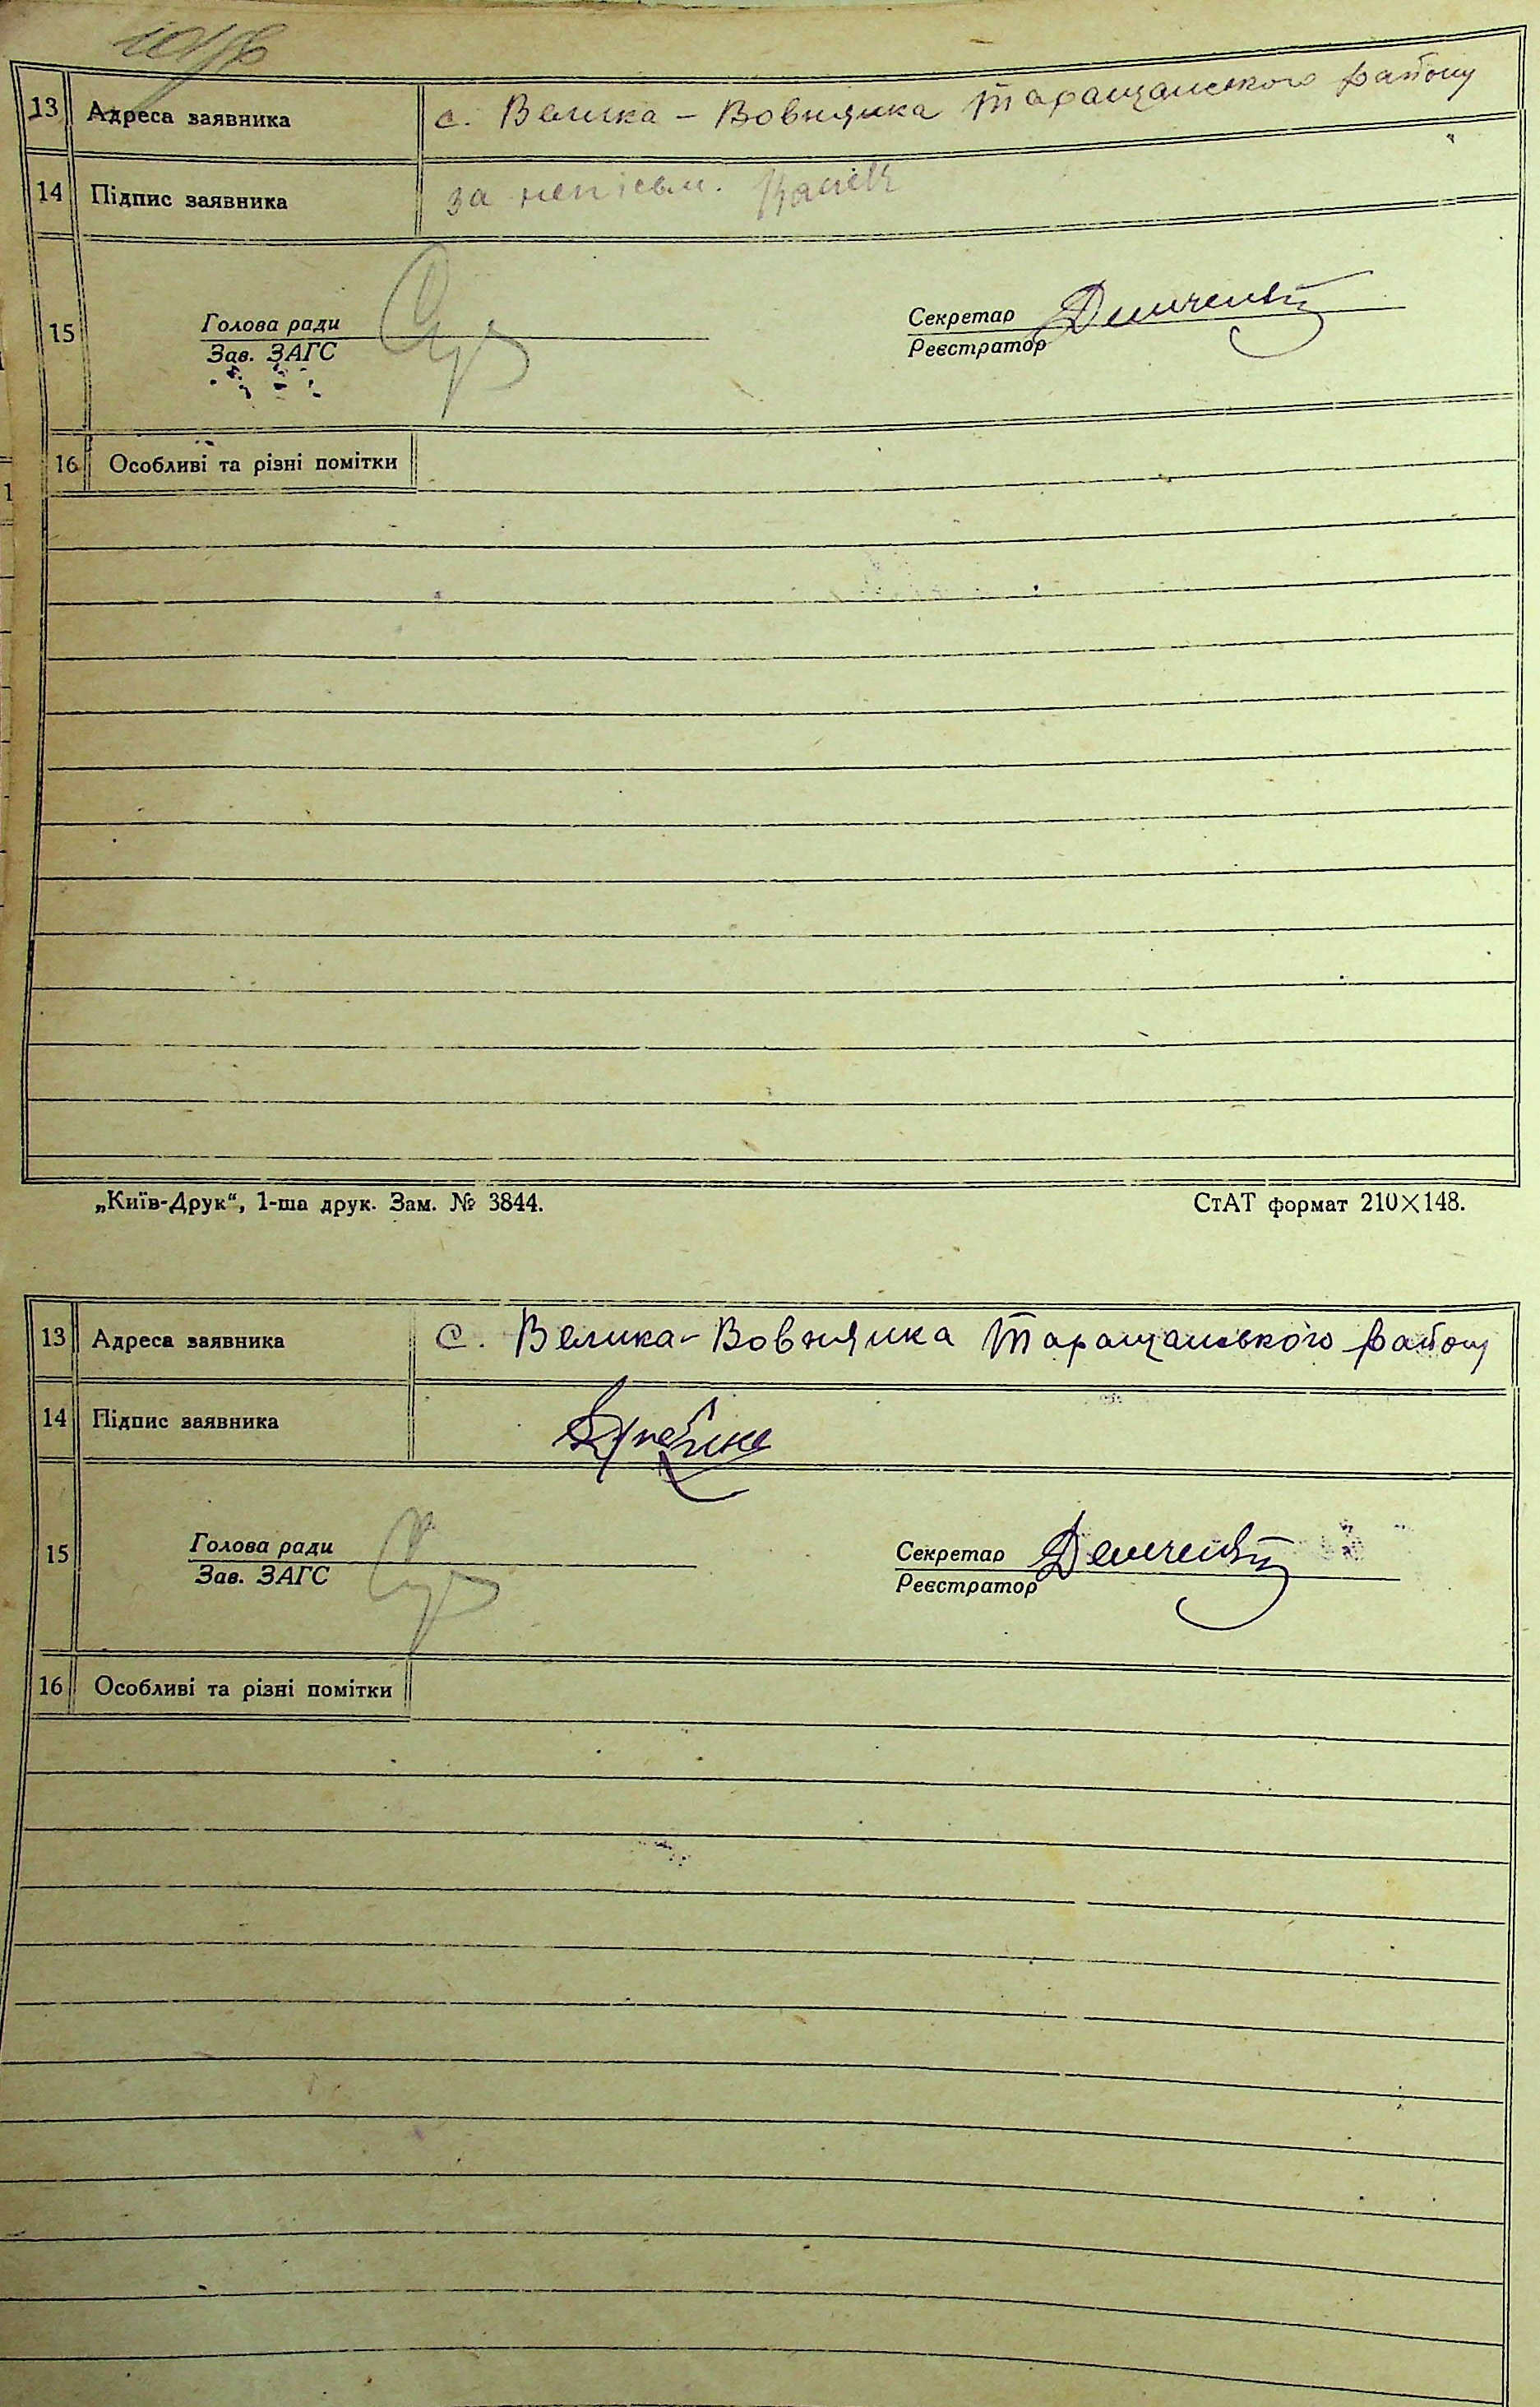 13 Адреса заявника с. Велика-Вовнянка Таращанського району
14 Підпис заявника за неписьм.
15 Голова ради Секретар
Зав. ЗАГС Реєстратор
16 Особливі та різні помітки
„Київ-Друк“, 1-ша друк. Зам. № 3844. СтАТ формат 210×148.
13 Адреса заявника с. Велика-Вовнянка Таращанського району
14 Підпис заявника
15 Голова ради Секретар
Зав. ЗАГС Реєстратор
16 Особливі та різні помітки